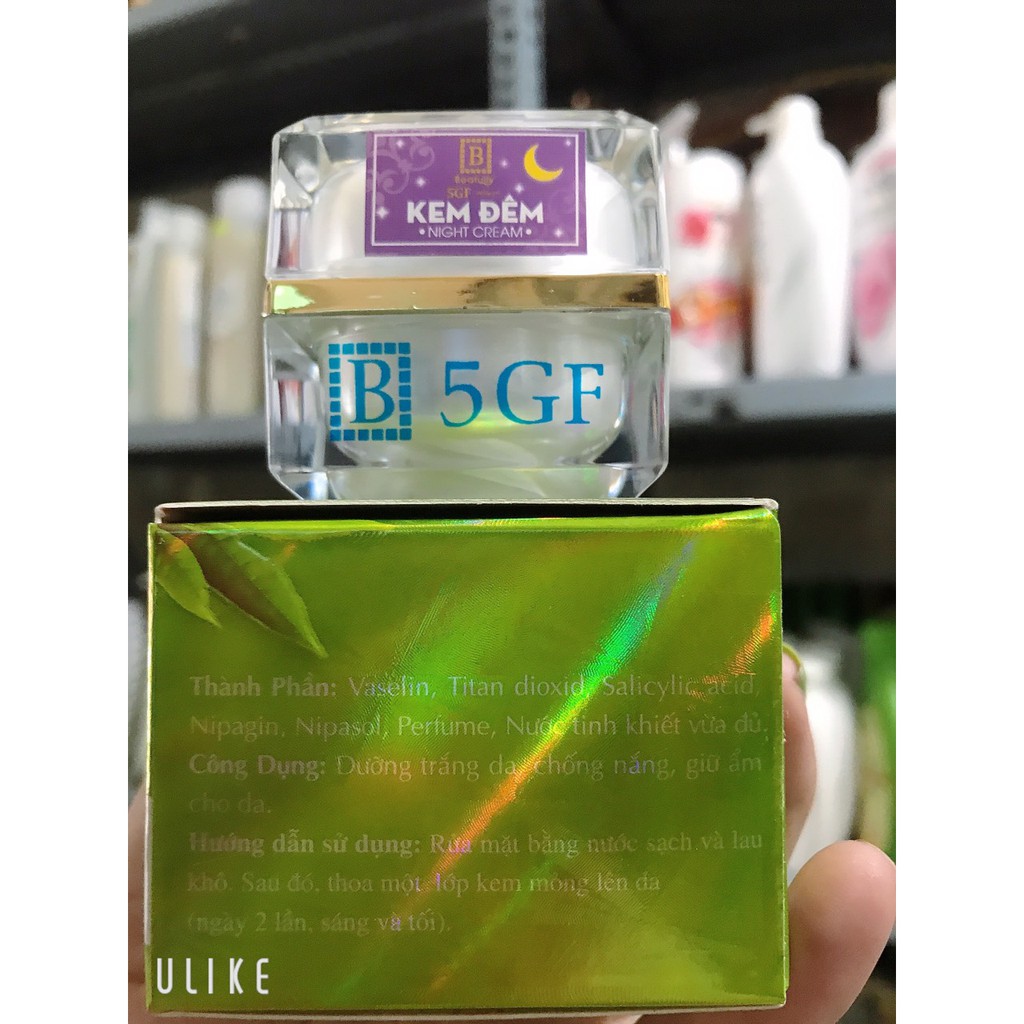 B
Beafully
5GF
KEM ĐÊM
•NIGHT CREAM•
B 5GF
Thành Phần: Vaselin, Titan dioxid, Salicylic acid,
Nipagin, Nipasol, Perfume, Nước tinh khiết vừa đủ.
Công Dụng: Dưỡng trắng da, chống nắng, giữ ẩm
cho da.
Hướng dẫn sử dụng: Rửa mặt bằng nước sạch và lau
khô. Sau đó, thoa một lớp kem mỏng lên da
(ngày 2 lần, sáng và tối).
ULIKE